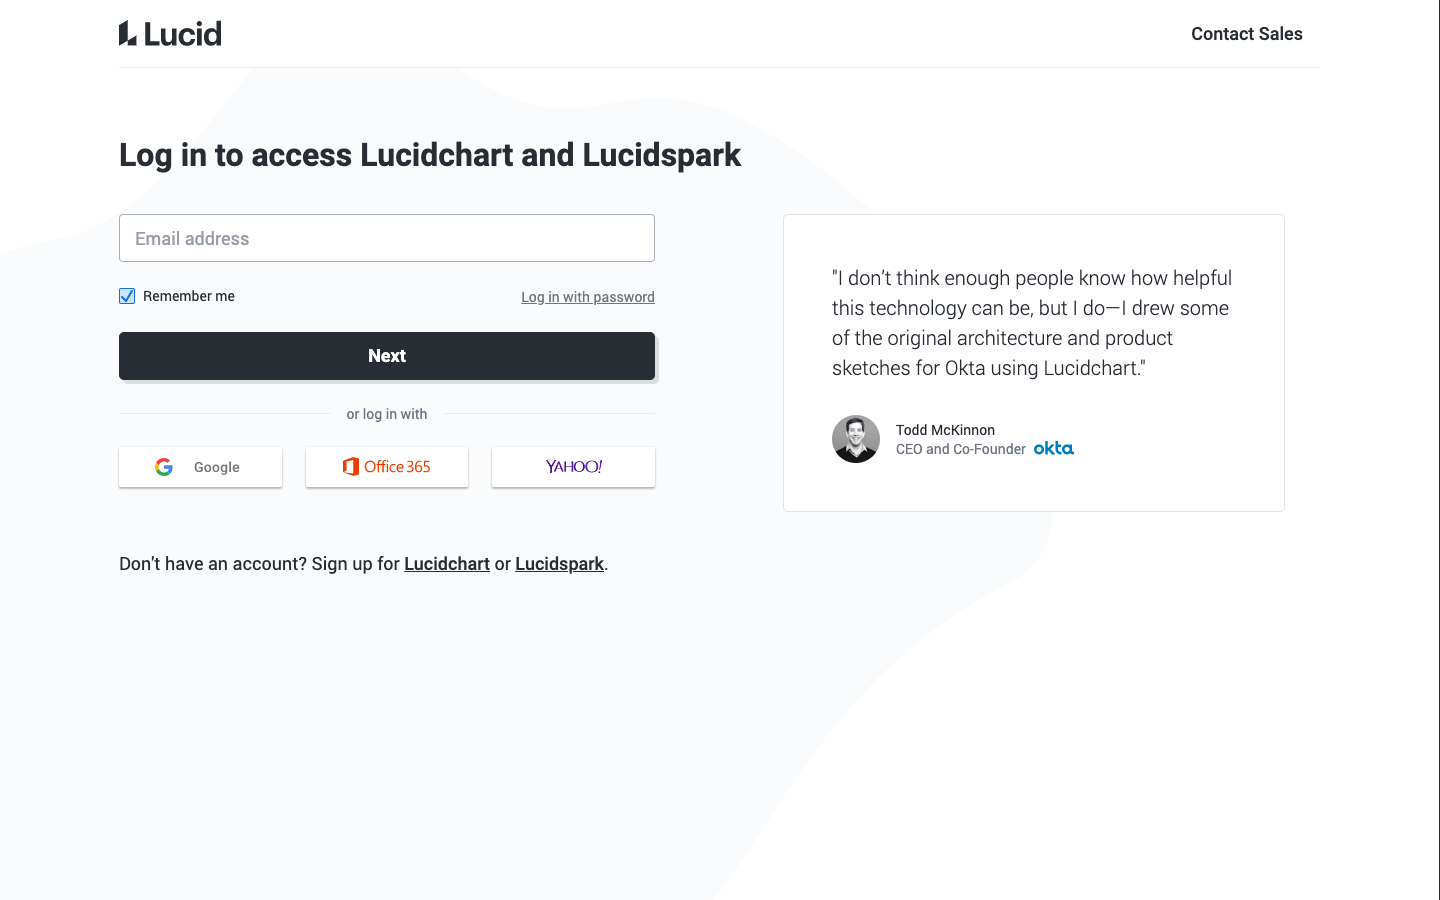 Lucid
Contact Sales
Log in to access Lucidchart and Lucidspark
Email address
Remember me
Log in with password
Next
or log in with
Google
Office 365
YAHOO!
Don't have an account? Sign up for Lucidchart or Lucidspark.
"I don’t think enough people know how helpful
this technology can be, but I do—I drew some
of the original architecture and product
sketches for Okta using Lucidchart."
Todd McKinnon
CEO and Co-Founder okta